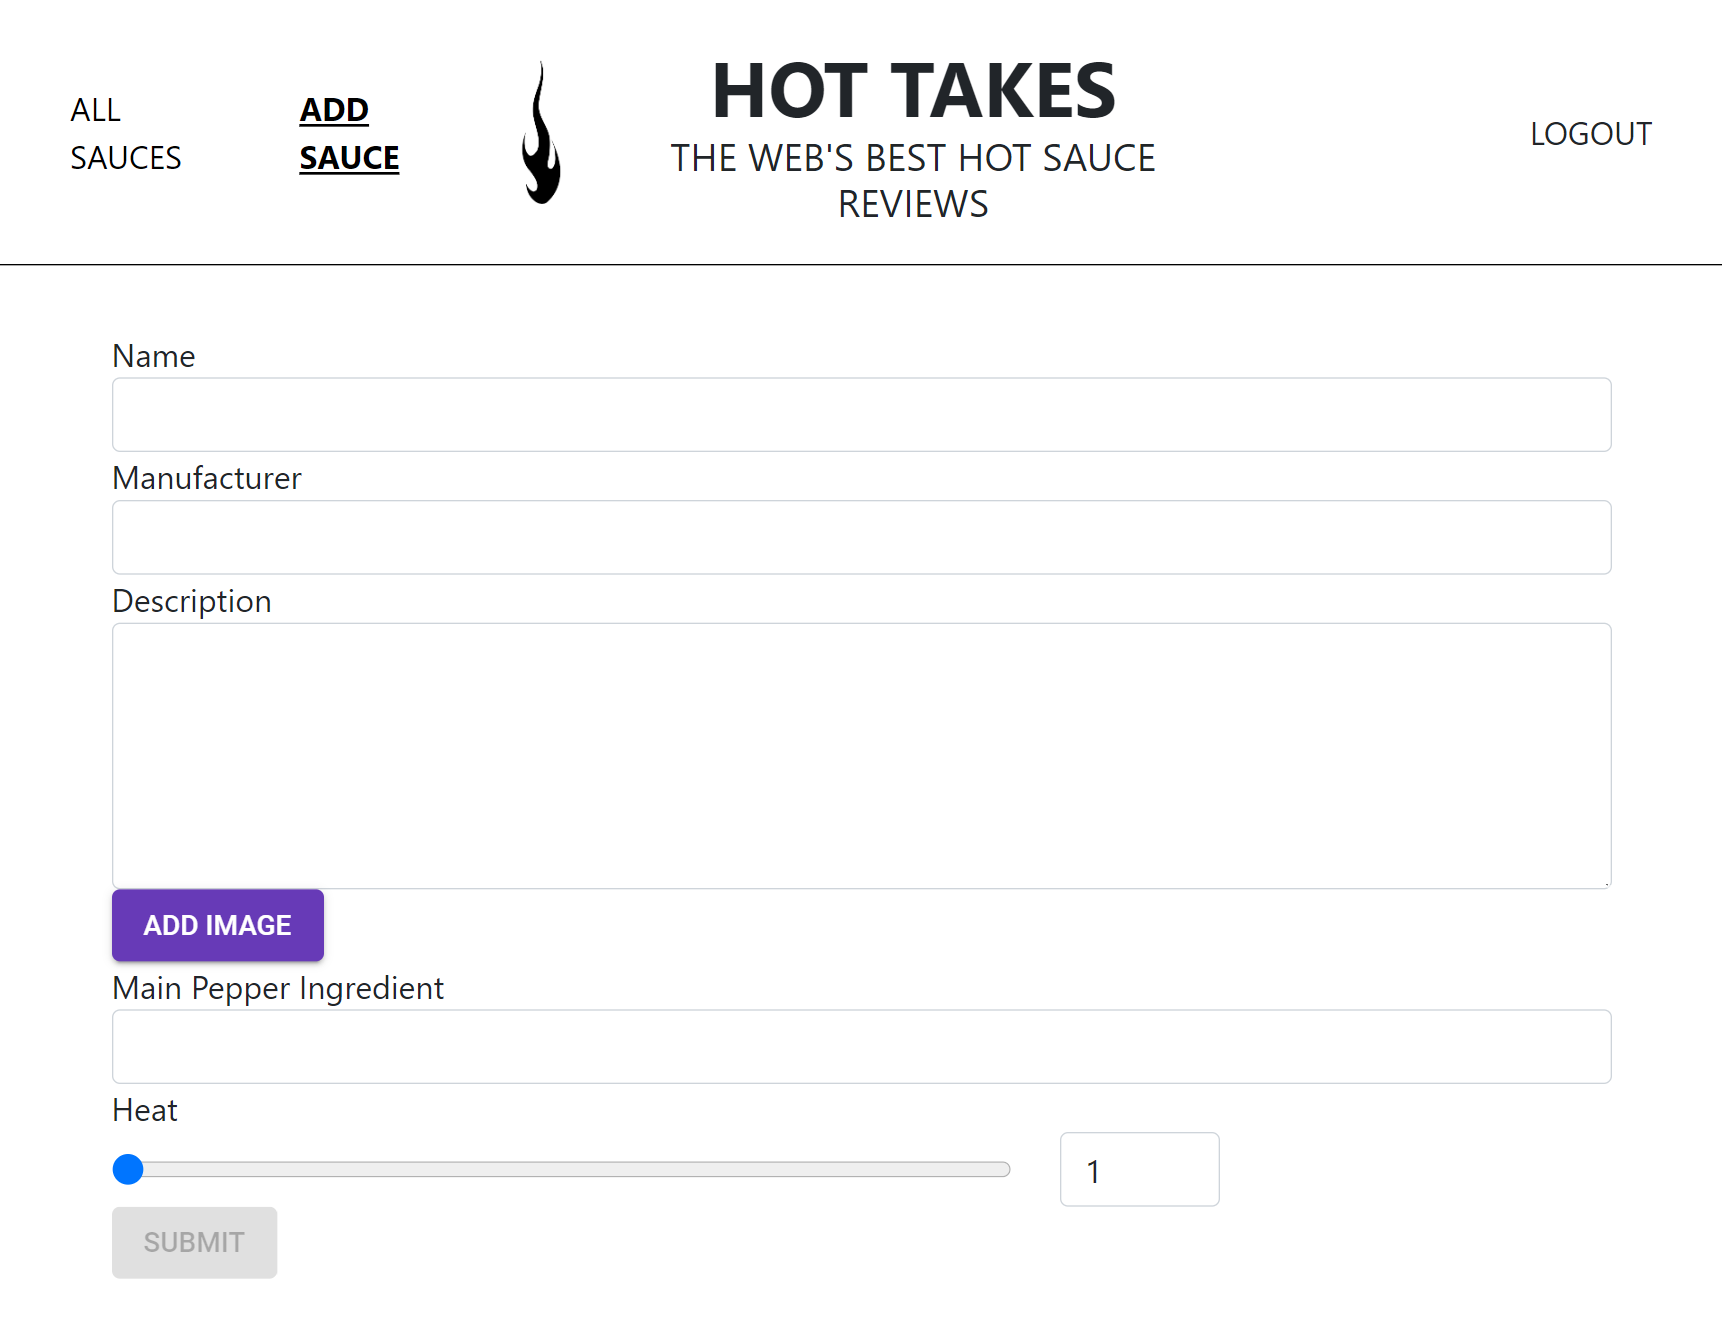 ALL
SAUCES
ADD
SAUCE
HOT TAKES
THE WEB'S BEST HOT SAUCE
REVIEWS
LOGOUT
Name
Manufacturer
Description
ADD IMAGE
Main Pepper Ingredient
Heat
1
SUBMIT